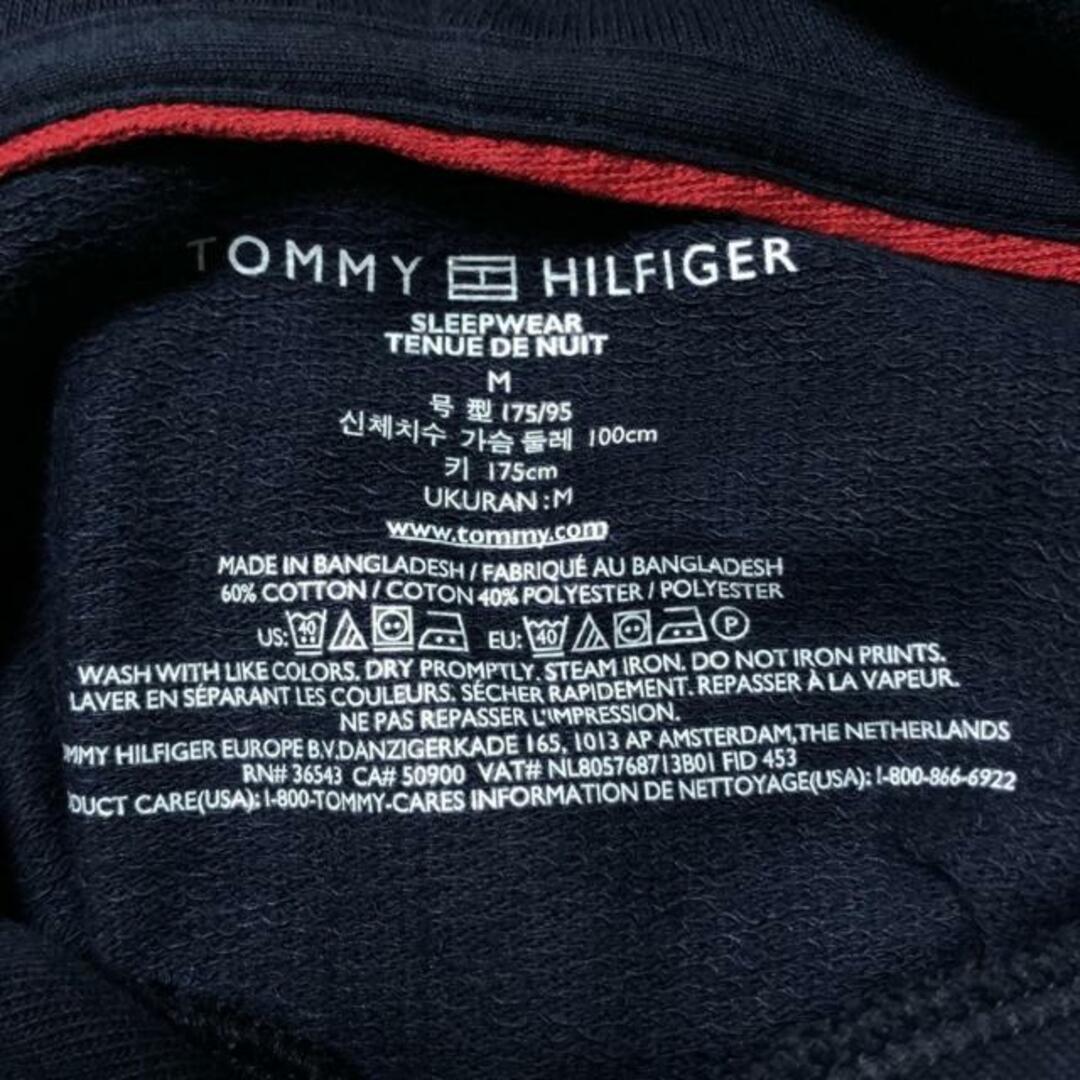 TOMMY HILFIGER
SLEEPWEAR
TENUE DE NUIT
M
号型 175/95
신체치수 가슴둘레 100cm
키 175cm
UKURAN : M
www.tommy.com
MADE IN BANGLADESH / FABRIQUÉ AU BANGLADESH
60% COTTON / COTON 40% POLYESTER / POLYESTER
US: 40 EU: 40 P
WASH WITH LIKE COLORS. DRY PROMPTLY. STEAM IRON. DO NOT IRON PRINTS.
LAVER EN SÉPARANT LES COULEURS. SÉCHER RAPIDEMENT. REPASSER À LA VAPEUR.
NE PAS REPASSER L'IMPRESSION.
MMY HILFIGER EUROPE B.V.DANZIGERKADE 165, 1013 AP AMSTERDAM,THE NETHERLANDS
RN# 36543 CA# 50900 VAT# NL805768713B01 FID 453
DUCT CARE(USA): 1-800-TOMMY-CARES INFORMATION DE NETTOYAGE(USA): 1-800-866-6922